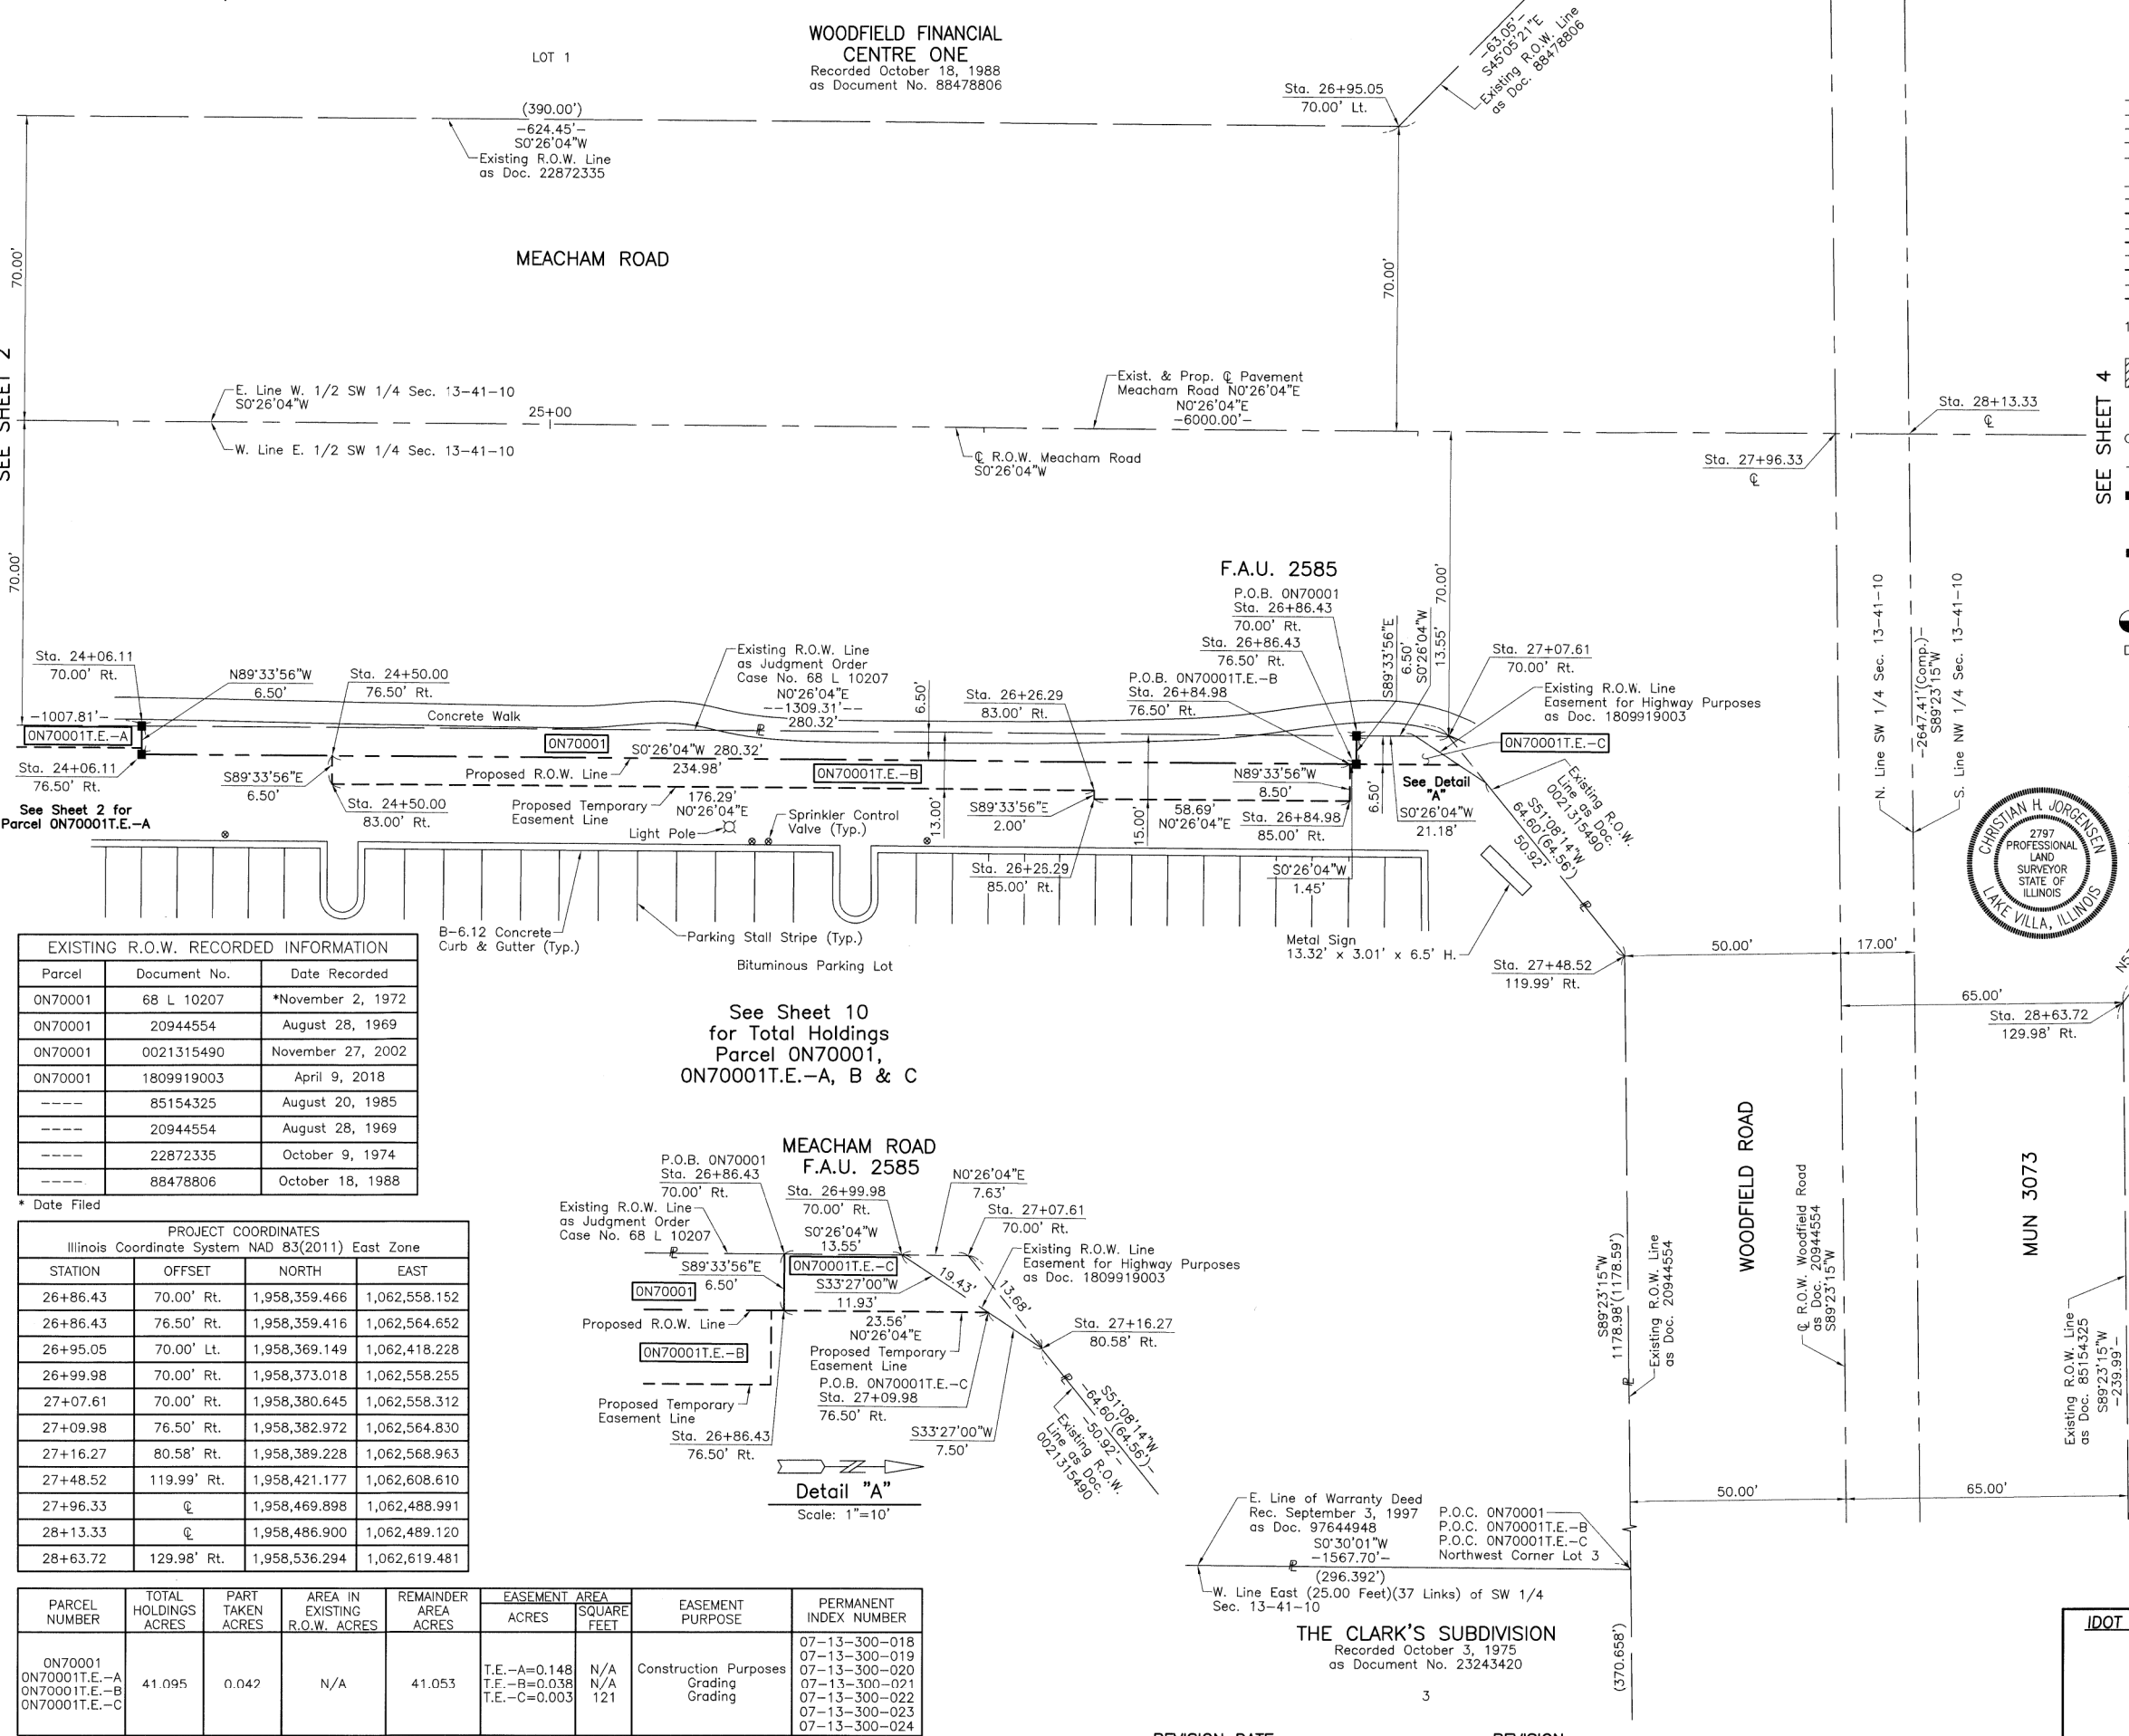 LOT 1
WOODFIELD FINANCIAL
CENTRE ONE
Recorded October 18, 1988
as Document No. 88478806
-63.05'-
S45°05'21"E
Existing R.O.W. Line
as Doc. 88478806
Sta. 26+95.05
70.00' Lt.
(390.00')
-624.45'-
S0°26'04"W
Existing R.O.W. Line
as Doc. 22872335
70.00'
MEACHAM ROAD
70.00'
SEE SHEET 2
E. Line W. 1/2 SW 1/4 Sec. 13-41-10
S0°26'04"W
25+00
W. Line E. 1/2 SW 1/4 Sec. 13-41-10
Exist. & Prop. ℄ Pavement
Meacham Road N0°26'04"E
N0°26'04"E
-6000.00'-
℄ R.O.W. Meacham Road
S0°26'04"W
Sta. 28+13.33
℄
Sta. 27+96.33
℄
SEE SHEET 4
70.00'
F.A.U. 2585
P.O.B. 0N70001
Sta. 26+86.43
70.00' Rt.
Sta. 26+86.43
76.50' Rt.
P.O.B. 0N70001T.E.-B
Sta. 26+84.98
76.50' Rt.
S89°33'56"E
6.50'
S0°26'04"W
13.55'
70.00'
Sta. 27+07.61
70.00' Rt.
Existing R.O.W. Line
Easement for Highway Purposes
as Doc. 1809919003
0N70001T.E.-C
N. Line SW 1/4 Sec. 13-41-10
-2647.41'(Comp.)-
S89°23'15"W
S. Line NW 1/4 Sec. 13-41-10
Sta. 24+06.11
70.00' Rt.
N89°33'56"W
6.50'
Sta. 24+50.00
76.50' Rt.
Existing R.O.W. Line
as Judgment Order
Case No. 68 L 10207
N0°26'04"E
--1309.31'--
280.32'
6.50'
Sta. 26+26.29
83.00' Rt.
-1007.81'-
Concrete Walk
0N70001T.E.-A
0N70001
S0°26'04"W 280.32'
Proposed R.O.W. Line
234.98'
0N70001T.E.-B
Sta. 24+06.11
76.50' Rt.
S89°33'56"E
6.50'
Sta. 24+50.00
83.00' Rt.
See Sheet 2 for
Parcel 0N70001T.E.-A
Proposed Temporary
Easement Line
176.29'
N0°26'04"E
Light Pole
Sprinkler Control
Valve (Typ.)
13.00'
S89°33'56"E
2.00'
15.00'
58.69'
N0°26'04"E
N89°33'56"W
8.50'
Sta. 26+84.98
85.00' Rt.
6.50'
See Detail
"A"
S0°26'04"W
21.18'
Existing R.O.W.
Line as Doc.
0021315490
S51°08'14"W
64.60'(64.56')
50.92'
Sta. 26+26.29
85.00' Rt.
S0°26'04"W
1.45'
CHRISTIAN H. JORGENSEN
2797
PROFESSIONAL
LAND
SURVEYOR
STATE OF
ILLINOIS
LAKE VILLA, ILLINOIS
B-6.12 Concrete
Curb & Gutter (Typ.)
Parking Stall Stripe (Typ.)
Bituminous Parking Lot
Metal Sign
13.32' x 3.01' x 6.5' H.
Sta. 27+48.52
119.99' Rt.
50.00'
17.00'
65.00'
Sta. 28+63.72
129.98' Rt.
EXISTING R.O.W. RECORDED INFORMATION
Parcel Document No. Date Recorded
0N70001 68 L 10207 *November 2, 1972
0N70001 20944554 August 28, 1969
0N70001 0021315490 November 27, 2002
0N70001 1809919003 April 9, 2018
---- 85154325 August 20, 1985
---- 20944554 August 28, 1969
---- 22872335 October 9, 1974
---- 88478806 October 18, 1988
* Date Filed
See Sheet 10
for Total Holdings
Parcel 0N70001,
0N70001T.E.-A, B & C
PROJECT COORDINATES
Illinois Coordinate System NAD 83(2011) East Zone
STATION OFFSET NORTH EAST
26+86.43 70.00' Rt. 1,958,359.466 1,062,558.152
26+86.43 76.50' Rt. 1,958,359.416 1,062,564.652
26+95.05 70.00' Lt. 1,958,369.149 1,062,418.228
26+99.98 70.00' Rt. 1,958,373.018 1,062,558.255
27+07.61 70.00' Rt. 1,958,380.645 1,062,558.312
27+09.98 76.50' Rt. 1,958,382.972 1,062,564.830
27+16.27 80.58' Rt. 1,958,389.228 1,062,568.963
27+48.52 119.99' Rt. 1,958,421.177 1,062,608.610
27+96.33 ℄ 1,958,469.898 1,062,488.991
28+13.33 ℄ 1,958,486.900 1,062,489.120
28+63.72 129.98' Rt. 1,958,536.294 1,062,619.481
MEACHAM ROAD
F.A.U. 2585
P.O.B. 0N70001
Sta. 26+86.43
70.00' Rt.
Sta. 26+99.98
70.00' Rt.
N0°26'04"E
7.63'
Sta. 27+07.61
70.00' Rt.
Existing R.O.W. Line
as Judgment Order
Case No. 68 L 10207
S0°26'04"W
13.55'
Existing R.O.W. Line
Easement for Highway Purposes
as Doc. 1809919003
S89°33'56"E
6.50'
0N70001T.E.-C
0N70001
S33°27'00"W
11.93'
19.43'
13.68'
Proposed R.O.W. Line
23.56'
N0°26'04"E
Sta. 27+16.27
80.58' Rt.
0N70001T.E.-B
Proposed Temporary
Easement Line
P.O.B. 0N70001T.E.-C
Sta. 27+09.98
76.50' Rt.
Proposed Temporary
Easement Line
Sta. 26+86.43
76.50' Rt.
S33°27'00"W
7.50'
S51°08'14"W
-64.60'(64.56')-
-50.92'-
Existing R.O.W.
Line as Doc.
0021315490
Detail "A"
Scale: 1"=10'
S89°23'15"W
1178.98'(1178.59')
Existing R.O.W. Line
as Doc. 20944554
WOODFIELD ROAD
℄ R.O.W. Woodfield Road
as Doc. 20944554
S89°23'15"W
MUN 3073
Existing R.O.W. Line
as Doc. 85154325
S89°23'15"W
-239.99'-
50.00'
65.00'
E. Line of Warranty Deed
Rec. September 3, 1997
as Doc. 97644948
S0°30'01"W
-1567.70'-
(296.392')
P.O.C. 0N70001
P.O.C. 0N70001T.E.-B
P.O.C. 0N70001T.E.-C
Northwest Corner Lot 3
W. Line East (25.00 Feet)(37 Links) of SW 1/4
Sec. 13-41-10
THE CLARK'S SUBDIVISION
Recorded October 3, 1975
as Document No. 23243420
3
(370.658')
PARCEL NUMBER TOTAL HOLDINGS ACRES PART TAKEN ACRES AREA IN EXISTING R.O.W. ACRES REMAINDER AREA ACRES EASEMENT AREA ACRES SQUARE FEET EASEMENT PURPOSE PERMANENT INDEX NUMBER
0N70001
0N70001T.E.-A
0N70001T.E.-B
0N70001T.E.-C
41.095 0.042 N/A 41.053
T.E.-A=0.148 N/A Construction Purposes
T.E.-B=0.038 N/A Grading
T.E.-C=0.003 121 Grading
07-13-300-018
07-13-300-019
07-13-300-020
07-13-300-021
07-13-300-022
07-13-300-023
07-13-300-024
REVISION DATE
REVISION
IDOT